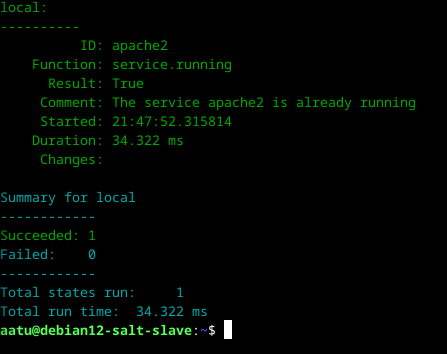 local:
----------
          ID: apache2
    Function: service.running
      Result: True
     Comment: The service apache2 is already running
     Started: 21:47:52.315814
    Duration: 34.322 ms
     Changes:

Summary for local
------------
Succeeded: 1
Failed:    0
------------
Total states run:     1
Total run time:  34.322 ms
aatu@debian12-salt-slave:~$